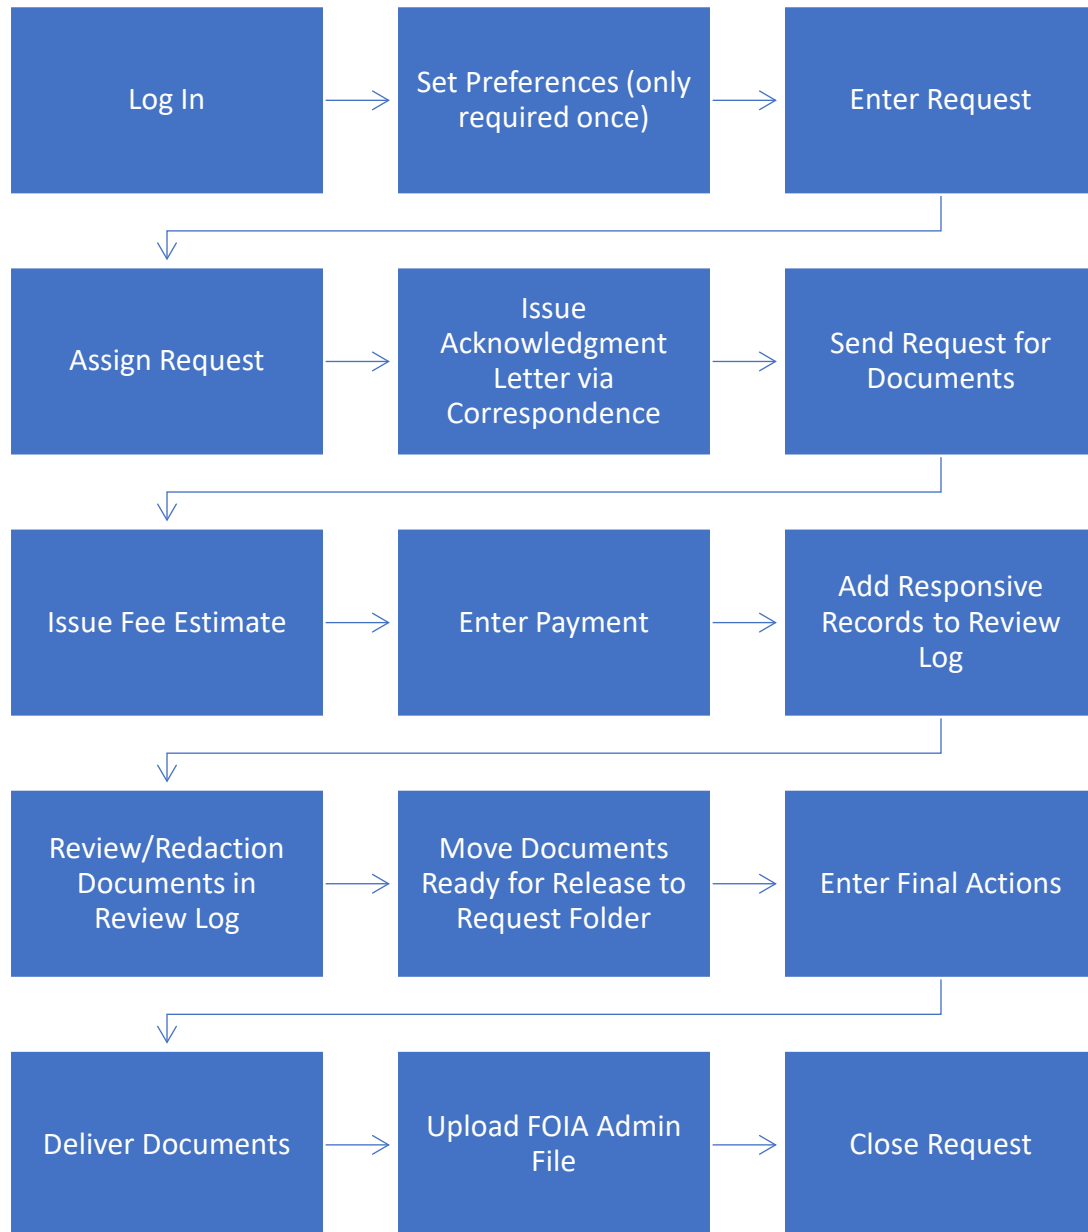 Log In
Set Preferences (only
required once)
Enter Request
Assign Request
Issue
Acknowledgment
Letter via
Correspondence
Send Request for
Documents
Issue Fee Estimate
Enter Payment
Add Responsive
Records to Review
Log
Review/Redaction
Documents in
Review Log
Move Documents
Ready for Release to
Request Folder
Enter Final Actions
Deliver Documents
Upload FOIA Admin
File
Close Request